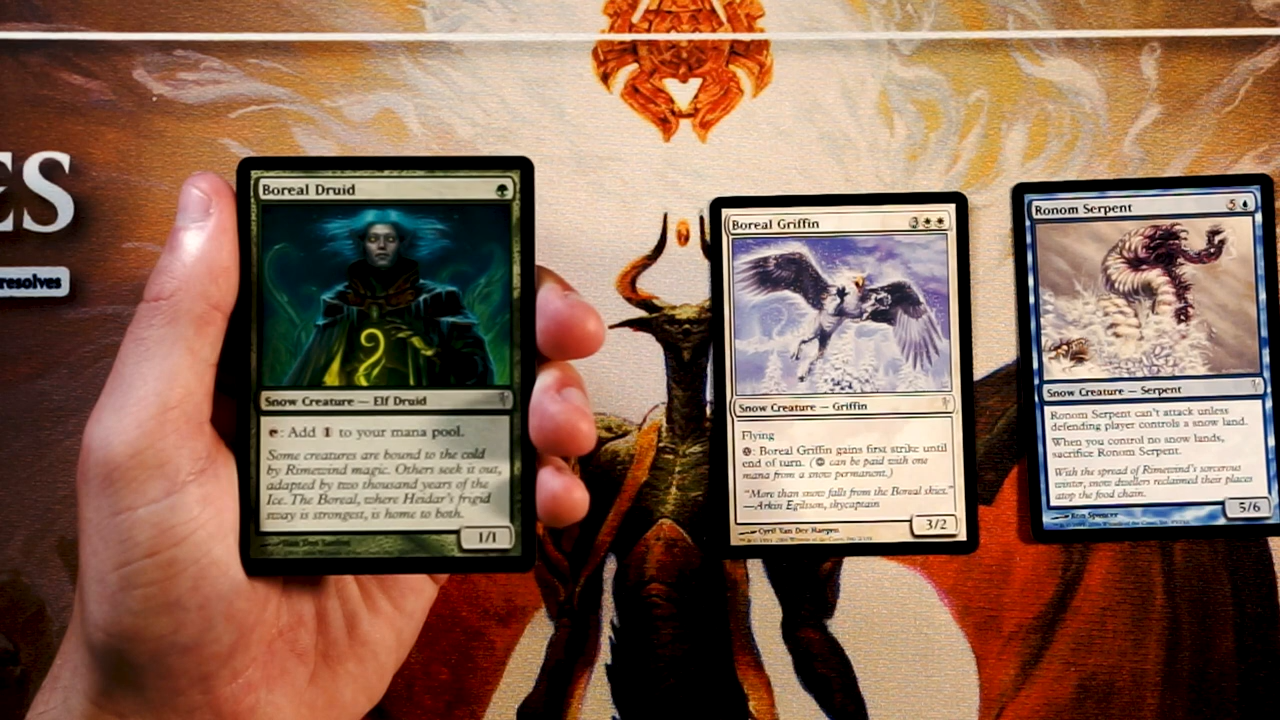 ES
resolves
Boreal Druid
Snow Creature — Elf Druid
: Add 1 to your mana pool.
Some creatures are bound to the cold
by Rimewind magic. Others seek it out,
adapted by two thousand years of the
Ice. The Boreal, where Heidar's frigid
sway is strongest, is home to both.
1/1
Boreal Griffin
3
Snow Creature — Griffin
Flying
: Boreal Griffin gains first strike until
end of turn. ( can be paid with one
mana from a snow permanent.)
"More than snow falls from the Boreal skies."
—Arkin Egilsson, skycaptain
Cyril Van Der Haegen
3/2
Ronom Serpent
5
Snow Creature — Serpent
Ronom Serpent can't attack unless
defending player controls a snow land.
When you control no snow lands,
sacrifice Ronom Serpent.
With the spread of Rimewind's sorcerous
winter, snow dwellers reclaimed their places
atop the food chain.
Ron Spencer
5/6